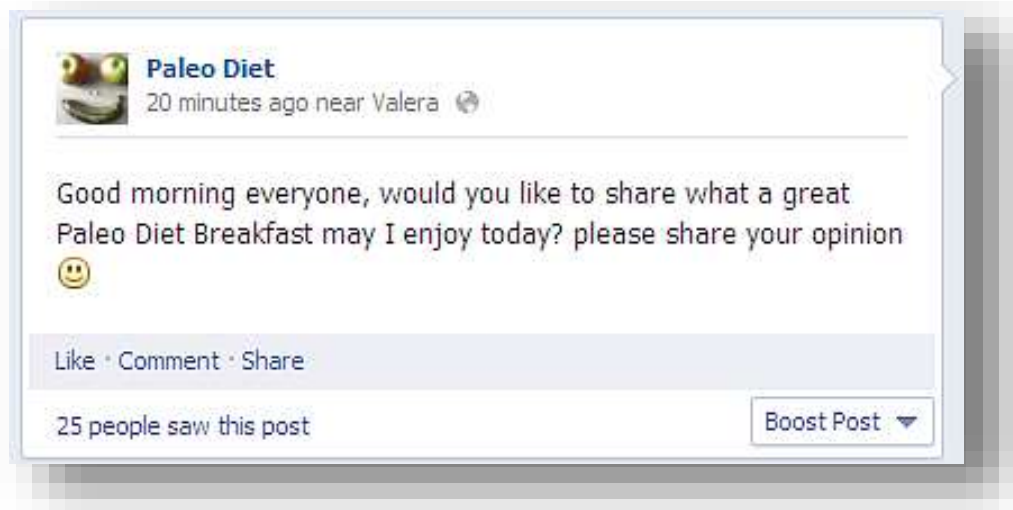 Paleo Diet
20 minutes ago near Valera
Good morning everyone, would you like to share what a great
Paleo Diet Breakfast may I enjoy today? please share your opinion
Like · Comment · Share
25 people saw this post
Boost Post